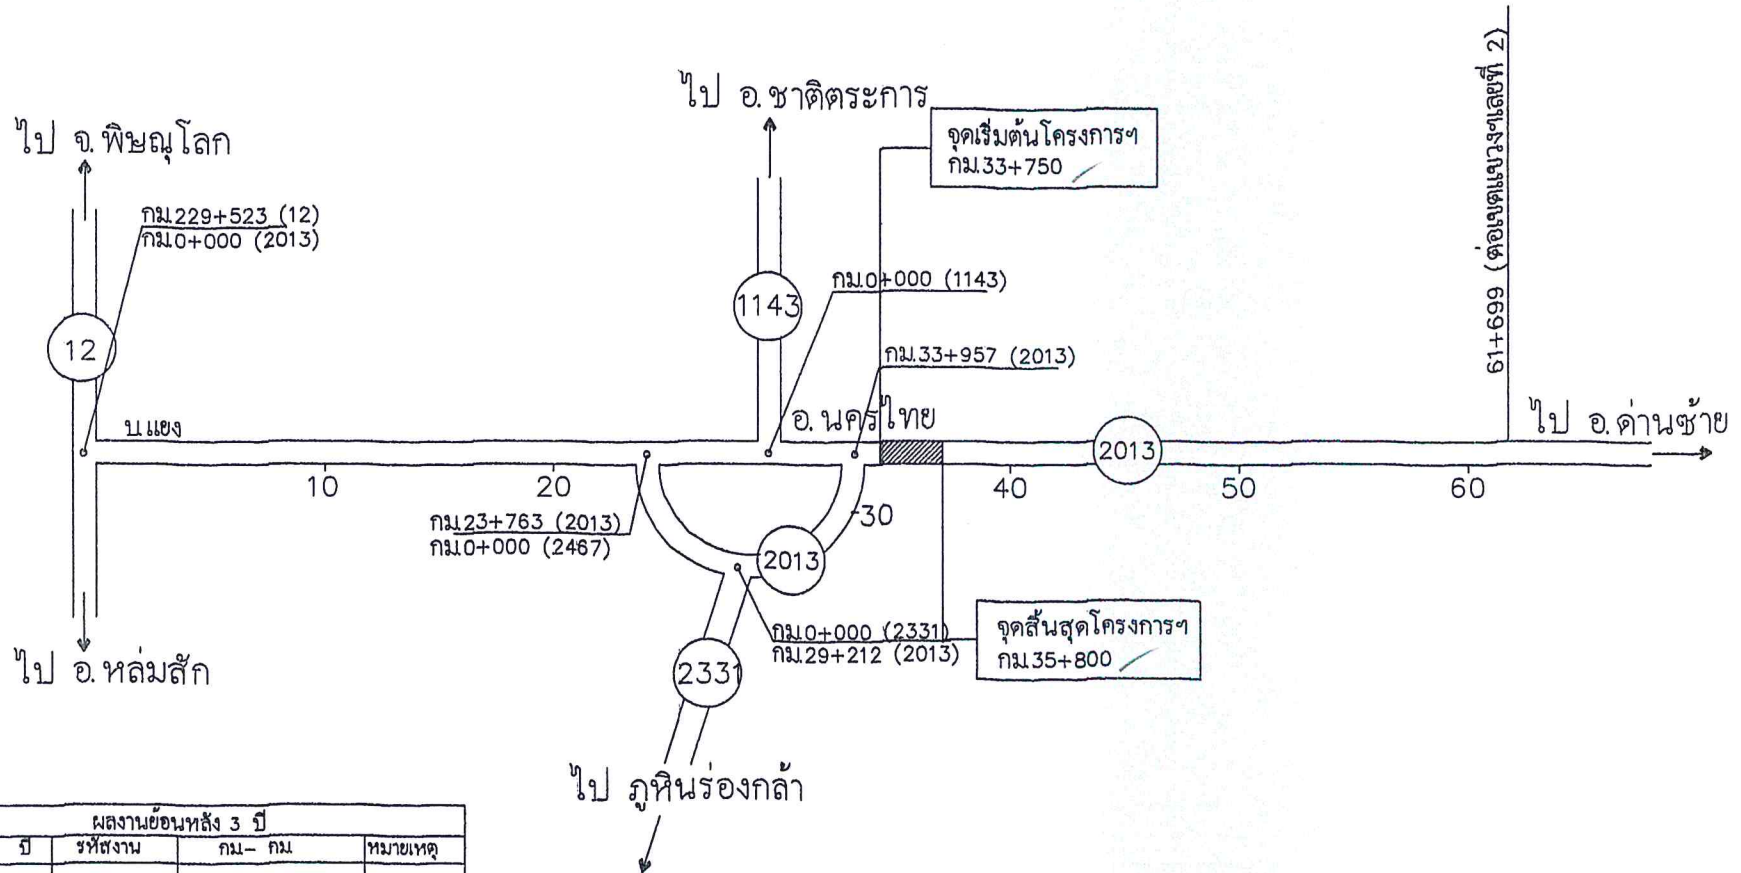 ไป จ.พิษณุโลก
ไป อ.ชาติตระการ
จุดเริ่มต้นโครงการฯ
กม.33+750
61+699 (ต่อเขตแขวงฯเลยที่ 2)
กม.229+523 (12)
กม.0+000 (2013)
12
1143
กม.0+000 (1143)
กม.33+957 (2013)
บ.แยง
อ.นครไทย
2013
ไป อ.ด่านซ้าย
10
20
30
40
50
60
กม.23+763 (2013)
กม.0+000 (2467)
2013
กม.0+000 (2331)
กม.29+212 (2013)
จุดสิ้นสุดโครงการฯ
กม.35+800
2331
ไป อ.หล่มสัก
ไป ภูหินร่องกล้า
ผลงานย้อนหลัง 3 ปี
ปี รหัสงาน กม.- กม. หมายเหตุ